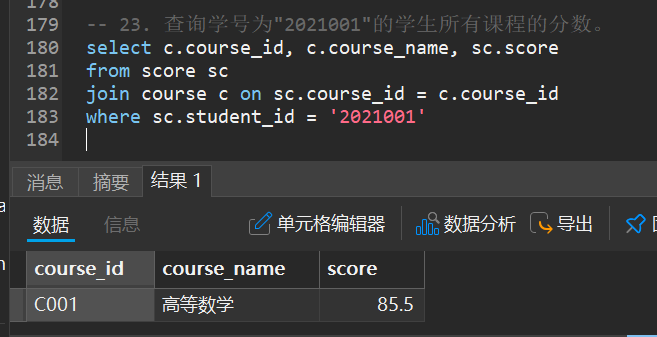 178
179 -- 23. 查询学号为"2021001"的学生所有课程的分数。
180 select c.course_id, c.course_name, sc.score
181 from score sc
182 join course c on sc.course_id = c.course_id
183 where sc.student_id = '2021001'
184
消息 摘要 结果 1
数据 信息 单元格编辑器 数据分析 导出
course_id course_name score
C001 高等数学 85.5